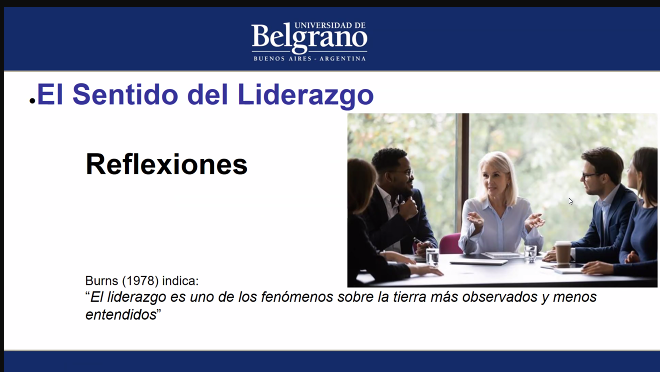 UNIVERSIDAD DE
Belgrano
BUENOS AIRES - ARGENTINA
•El Sentido del Liderazgo
Reflexiones
Burns (1978) indica:
“El liderazgo es uno de los fenómenos sobre la tierra más observados y menos
entendidos”